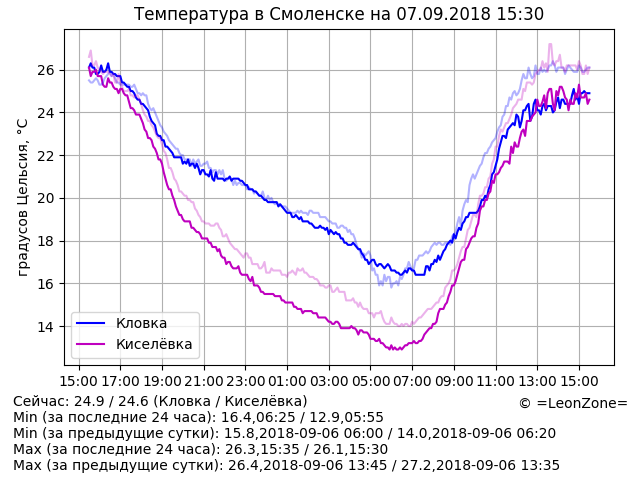 Температура в Смоленске на 07.09.2018 15:30
градусов Цельсия, °C
26
24
22
20
18
16
14
Кловка
Киселёвка
15:00 17:00 19:00 21:00 23:00 01:00 03:00 05:00 07:00 09:00 11:00 13:00 15:00
Сейчас: 24.9 / 24.6 (Кловка / Киселёвка)
© =LeonZone=
Min (за последние 24 часа): 16.4,06:25 / 12.9,05:55
Min (за предыдущие сутки): 15.8,2018-09-06 06:00 / 14.0,2018-09-06 06:20
Max (за последние 24 часа): 26.3,15:35 / 26.1,15:30
Max (за предыдущие сутки): 26.4,2018-09-06 13:45 / 27.2,2018-09-06 13:35